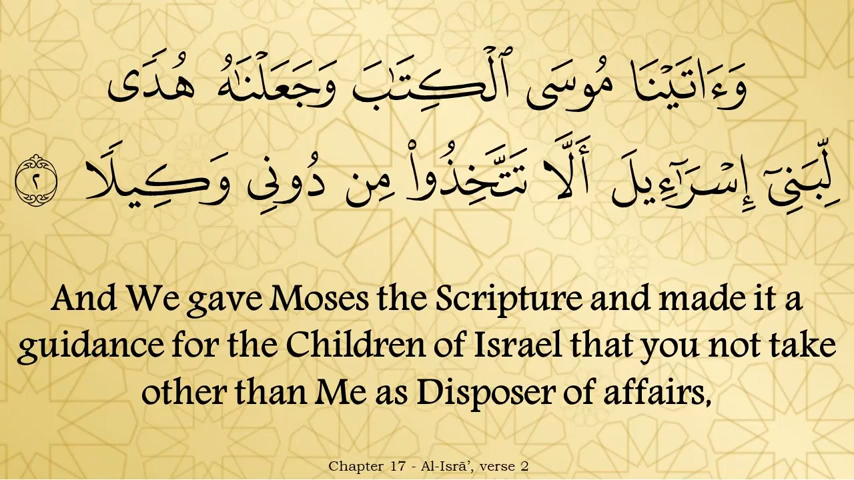 وَءَاتَيْنَا مُوسَى ٱلْكِتَـٰبَ وَجَعَلْنَـٰهُ هُدًى
لِّبَنِىٓ إِسْرَٰٓءِيلَ أَلَّا تَتَّخِذُوا۟ مِن دُونِى وَكِيلًا ٢
And We gave Moses the Scripture and made it a
guidance for the Children of Israel that you not take
other than Me as Disposer of affairs,
Chapter 17 - Al-Isrā’, verse 2